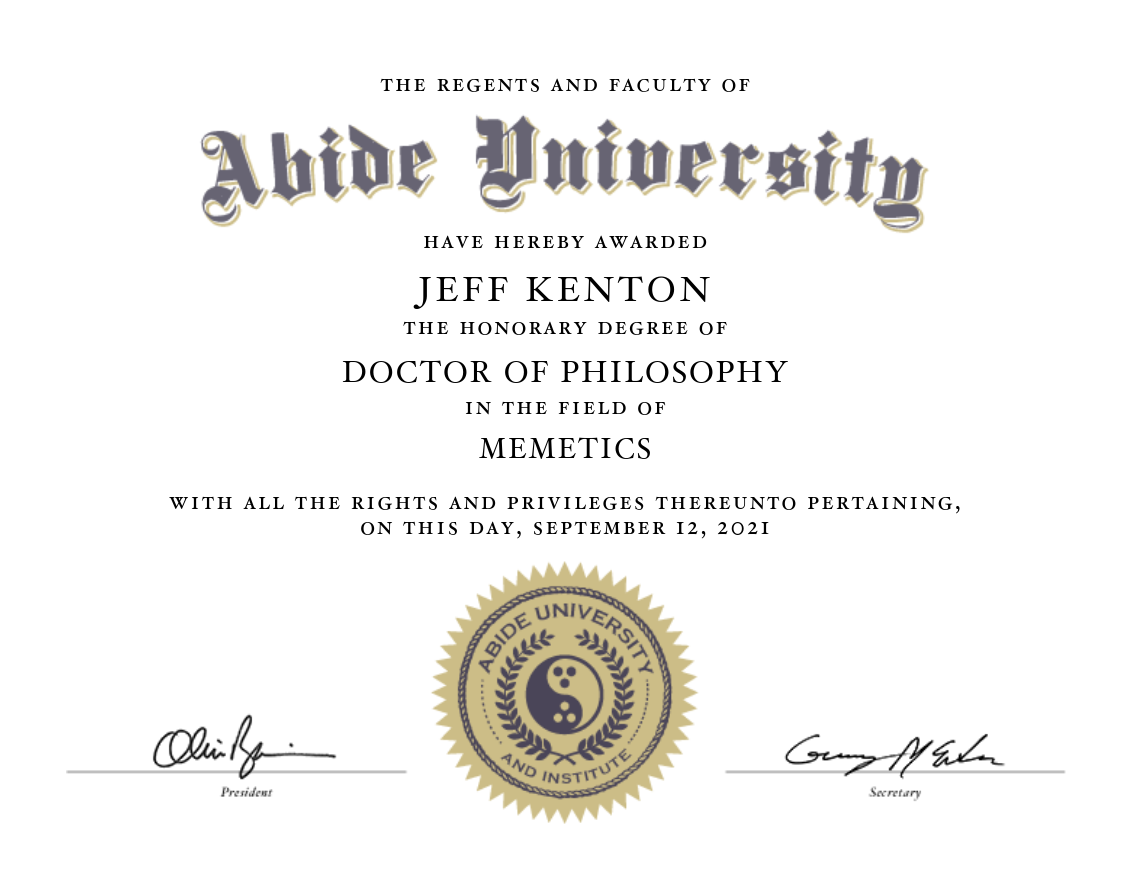 THE REGENTS AND FACULTY OF
Abide University
HAVE HEREBY AWARDED
JEFF KENTON
THE HONORARY DEGREE OF
DOCTOR OF PHILOSOPHY
IN THE FIELD OF
MEMETICS
WITH ALL THE RIGHTS AND PRIVILEGES THEREUNTO PERTAINING,
ON THIS DAY, SEPTEMBER 12, 2021
ABIDE UNIVERSITY
AND INSTITUTE
President
Secretary